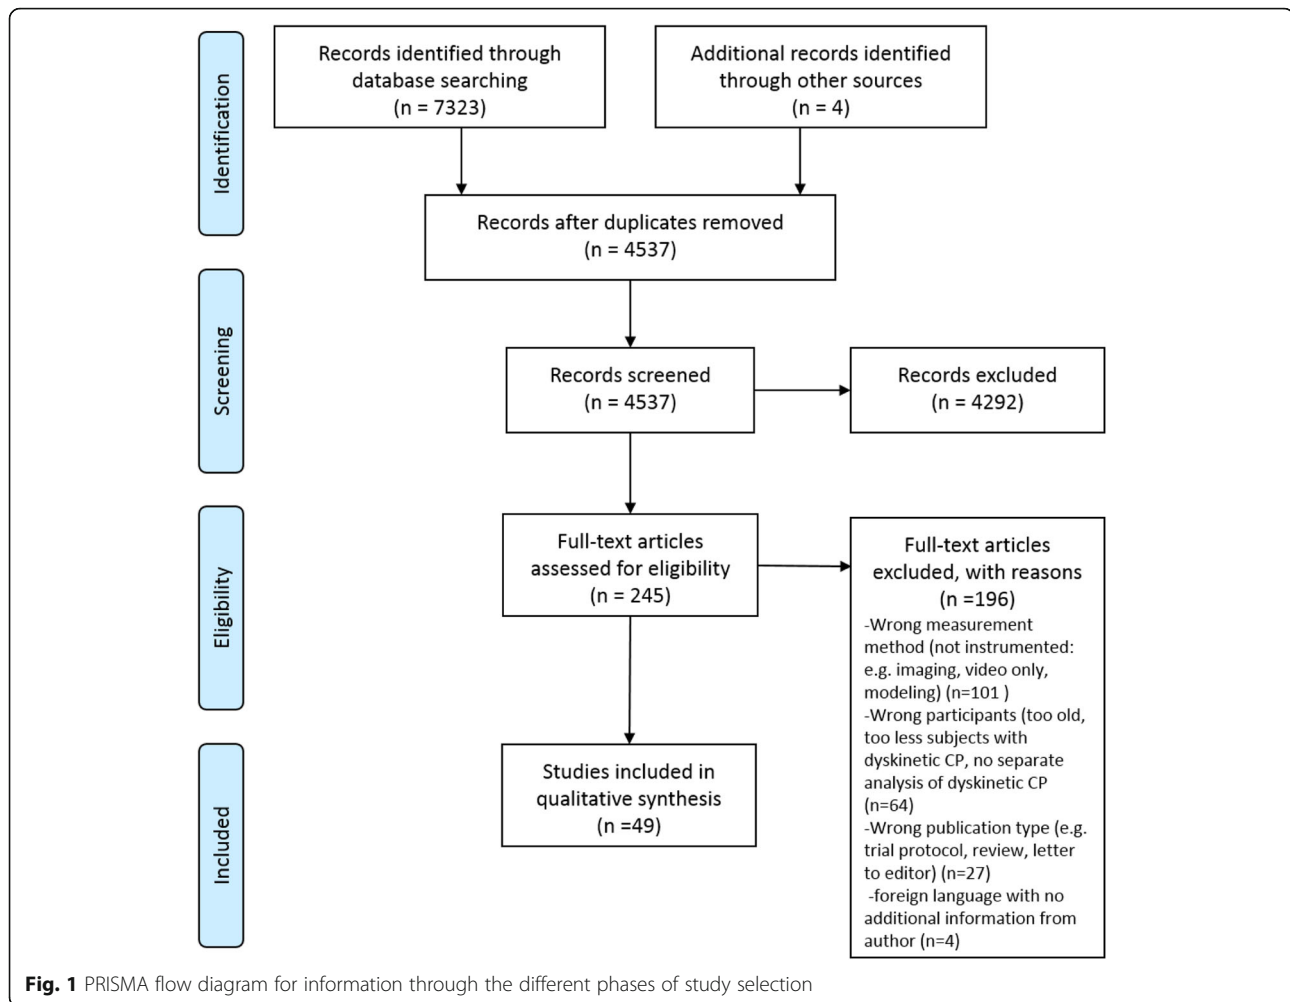 Identification
Records identified through
database searching
(n = 7323)
Additional records identified
through other sources
(n = 4)
Records after duplicates removed
(n = 4537)
Screening
Records screened
(n = 4537)
Records excluded
(n = 4292)
Eligibility
Full-text articles
assessed for eligibility
(n = 245)
Full-text articles
excluded, with reasons
(n =196)
-Wrong measurement
method (not instrumented:
e.g. imaging, video only,
modeling) (n=101 )
-Wrong participants (too old,
too less subjects with
dyskinetic CP, no separate
analysis of dyskinetic CP
(n=64)
-Wrong publication type (e.g.
trial protocol, review, letter
to editor) (n=27)
-foreign language with no
additional information from
author (n=4)
Included
Studies included in
qualitative synthesis
(n =49)
Fig. 1 PRISMA flow diagram for information through the different phases of study selection